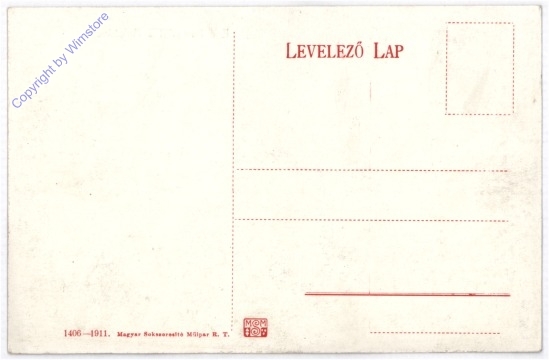 Copyright by Wimstore
LEVELEZŐ LAP
1406—1911. Magyar Sokszorosító Műipar R. T.